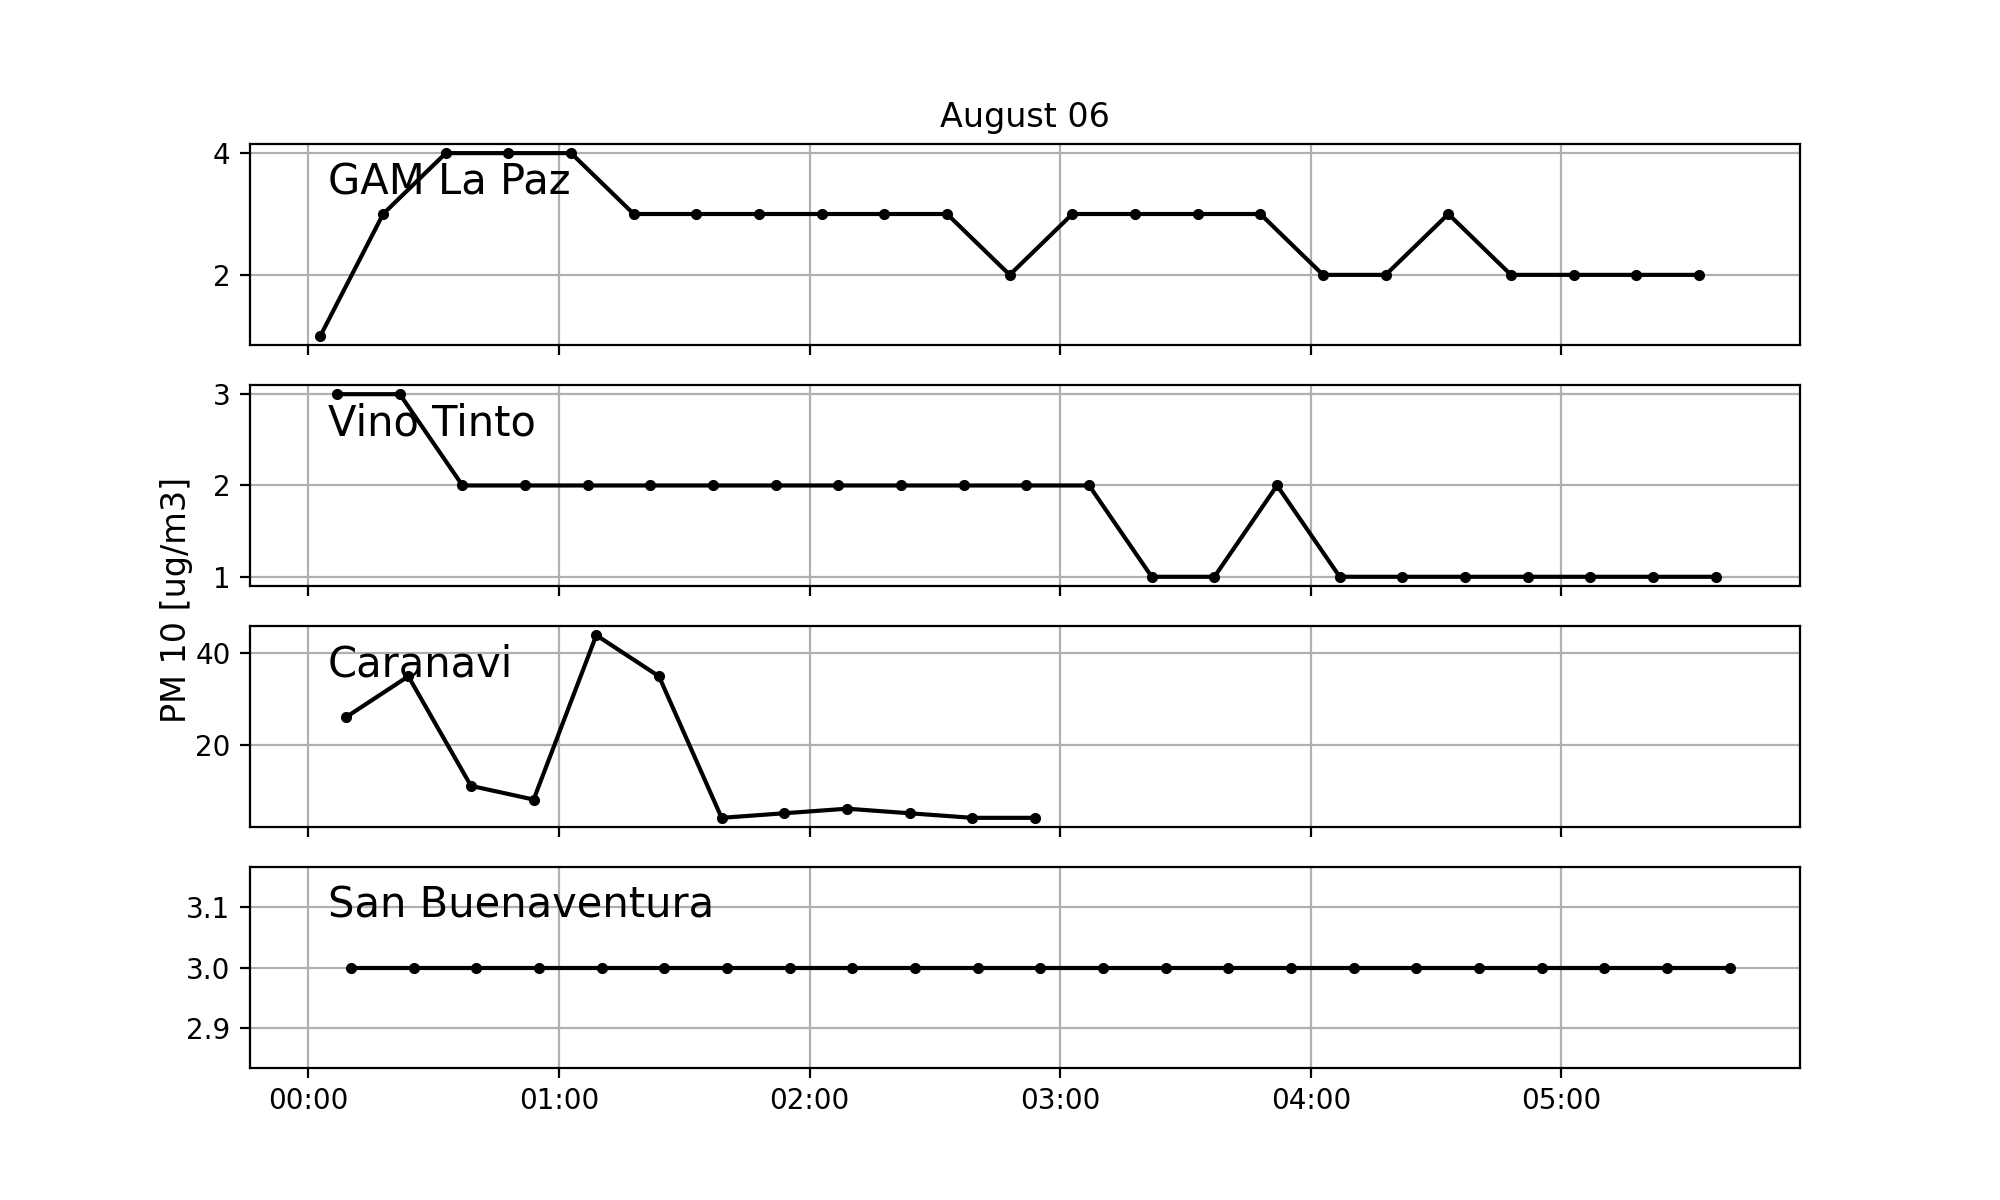 August 06
PM 10 [ug/m3]
GAM La Paz
4
2
Vino Tinto
3
2
1
Caranavi
40
20
San Buenaventura
3.1
3.0
2.9
00:00 01:00 02:00 03:00 04:00 05:00